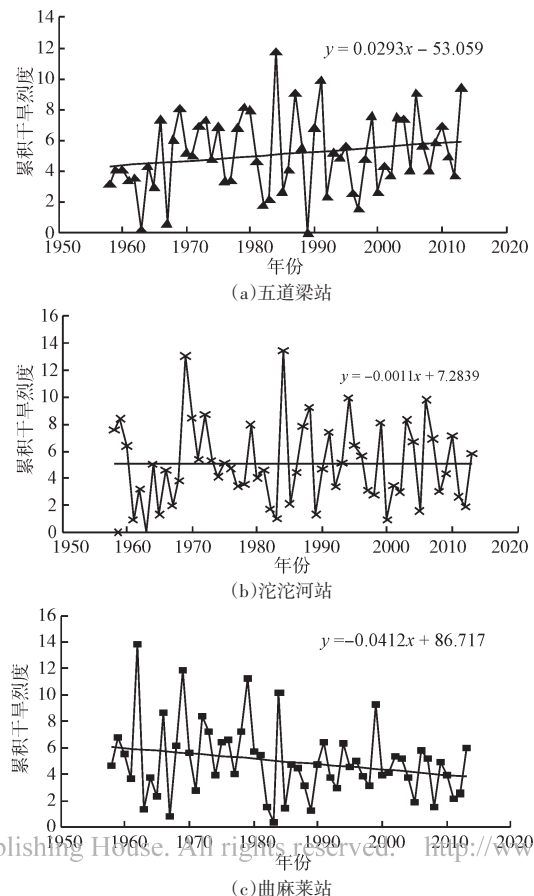 14
12
10
8
6
4
2
0
累积干旱烈度
y = 0.0293x − 53.059
1950 1960 1970 1980 1990 2000 2010 2020
年份
(a)五道梁站
16
14
12
10
8
6
4
2
0
累积干旱烈度
y = −0.0011x + 7.2839
1950 1960 1970 1980 1990 2000 2010 2020
年份
(b)沱沱河站
16
14
12
10
8
6
4
2
0
累积干旱烈度
y =−0.0412x + 86.717
1950 1960 1970 1980 1990 2000 2010 2020
年份
blishing House. All rights reserved. http://ww
(c)曲麻莱站